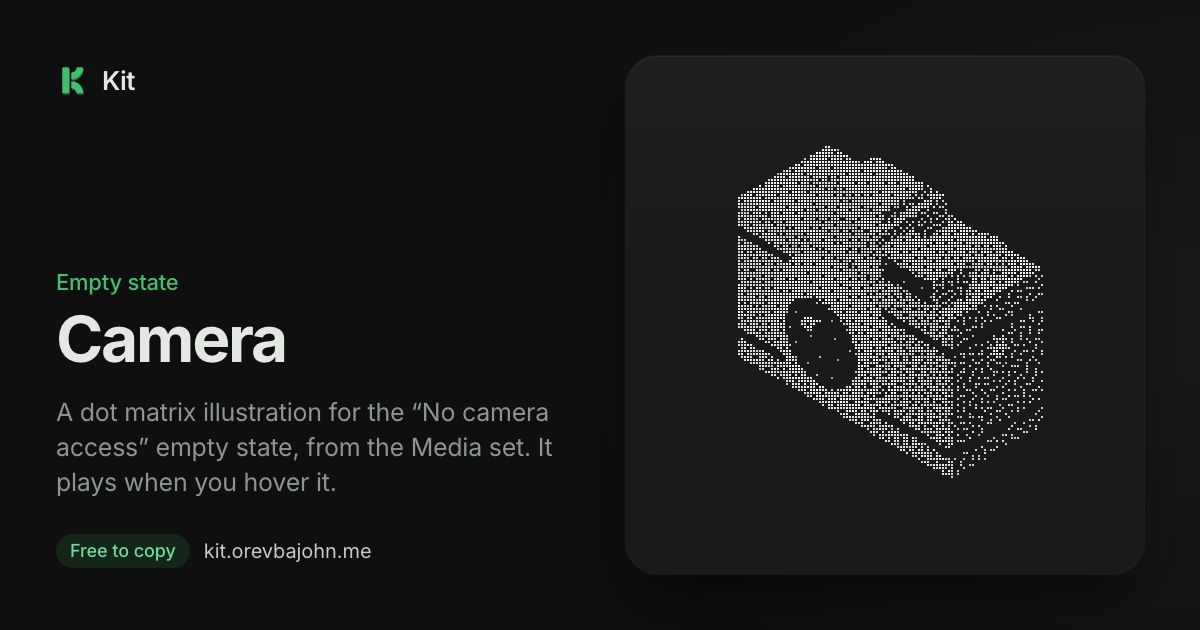 Kit
Empty state
Camera
A dot matrix illustration for the “No camera
access” empty state, from the Media set. It
plays when you hover it.
Free to copy
kit.orevbajohn.me